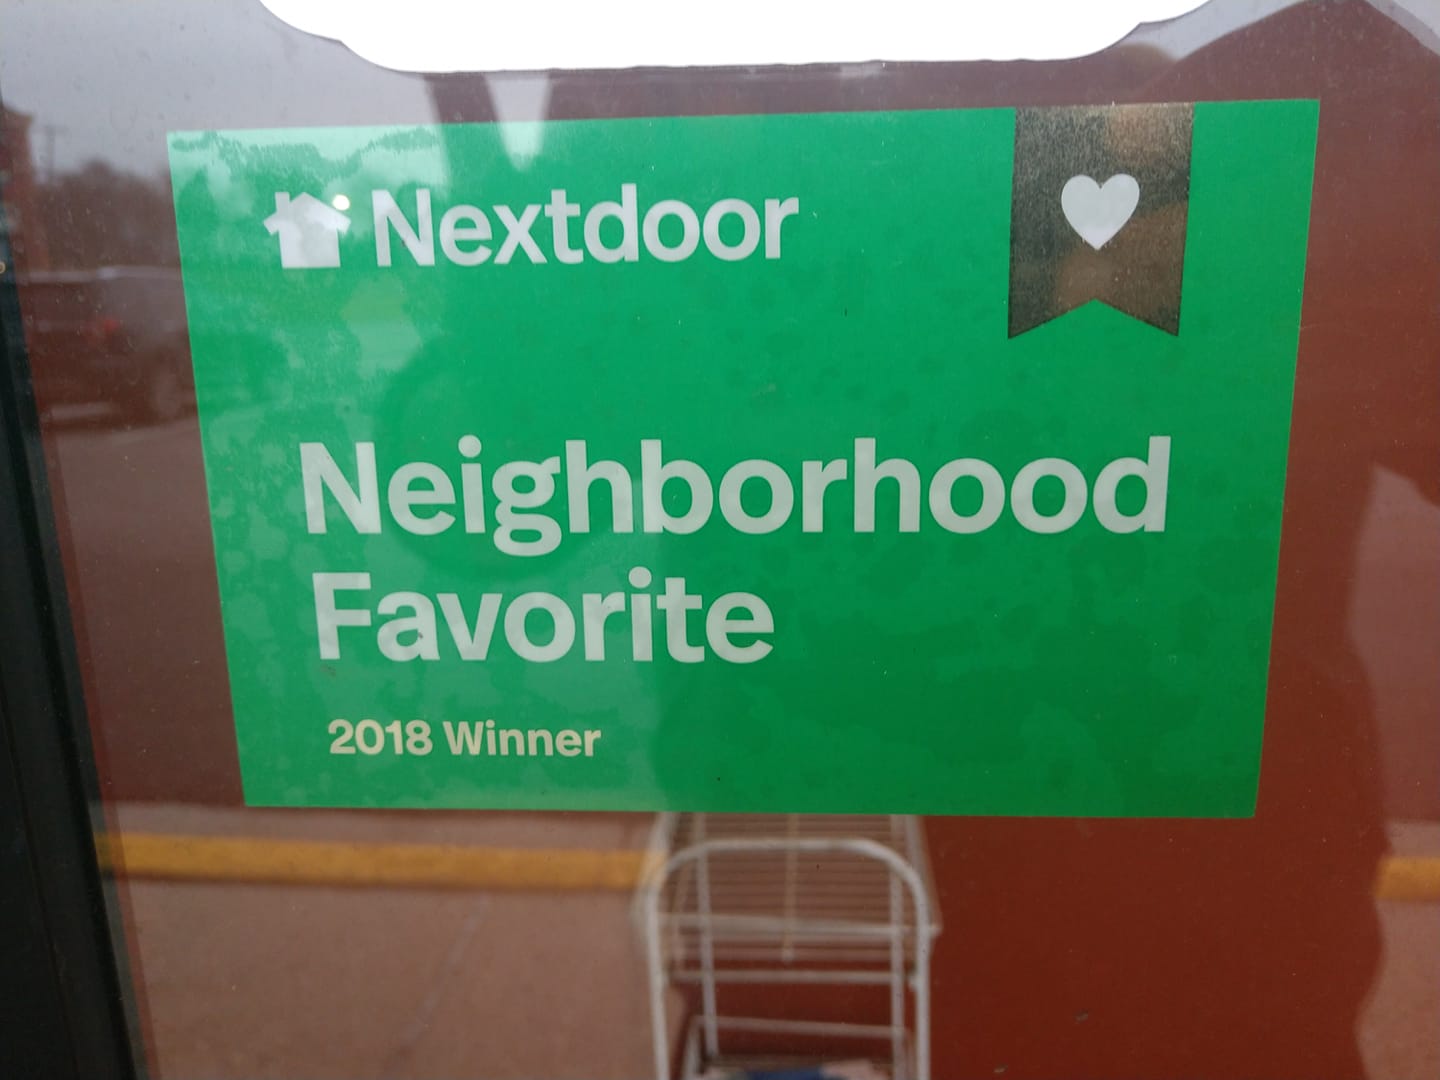 Nextdoor
Neighborhood
Favorite
2018 Winner